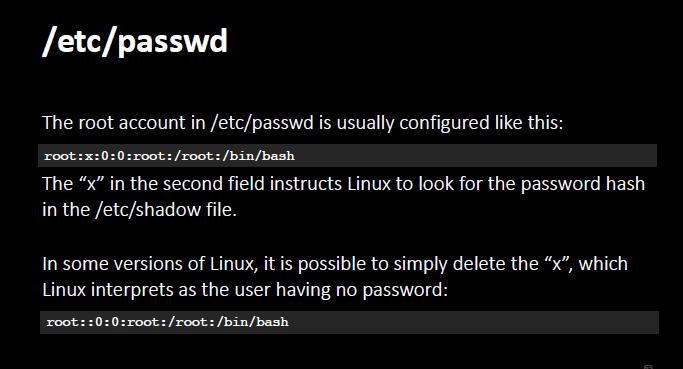 /etc/passwd
The root account in /etc/passwd is usually configured like this:
root:x:0:0:root:/root:/bin/bash
The “x” in the second field instructs Linux to look for the password hash
in the /etc/shadow file.
In some versions of Linux, it is possible to simply delete the “x”, which
Linux interprets as the user having no password:
root::0:0:root:/root:/bin/bash
63